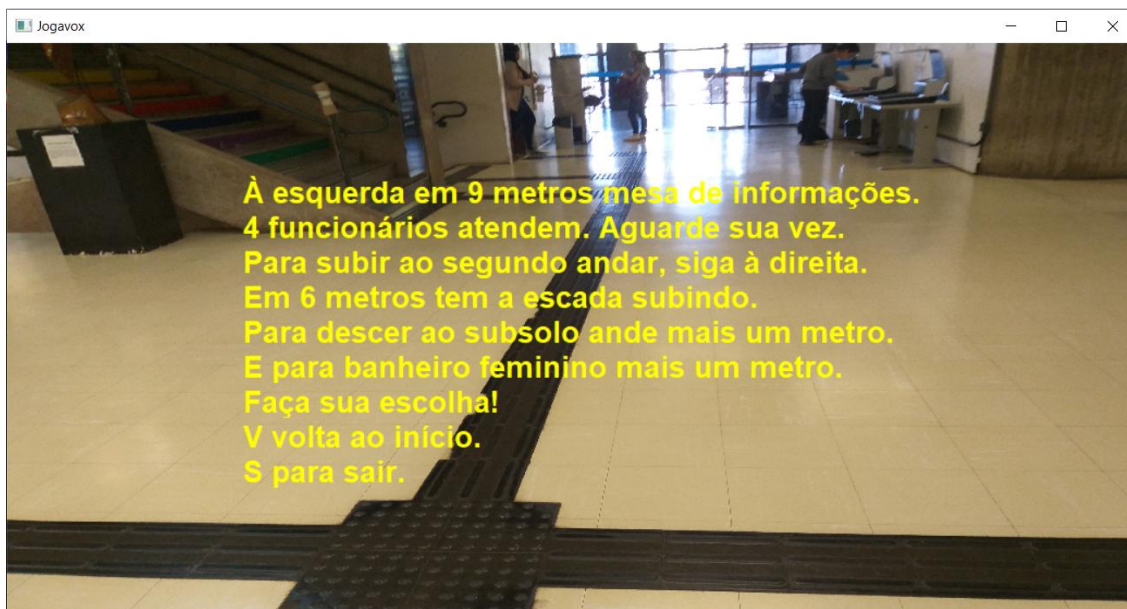 Jogavox
À esquerda em 9 metros mesa de informações.
4 funcionários atendem. Aguarde sua vez.
Para subir ao segundo andar, siga à direita.
Em 6 metros tem a escada subindo.
Para descer ao subsolo ande mais um metro.
E para banheiro feminino mais um metro.
Faça sua escolha!
V volta ao início.
S para sair.